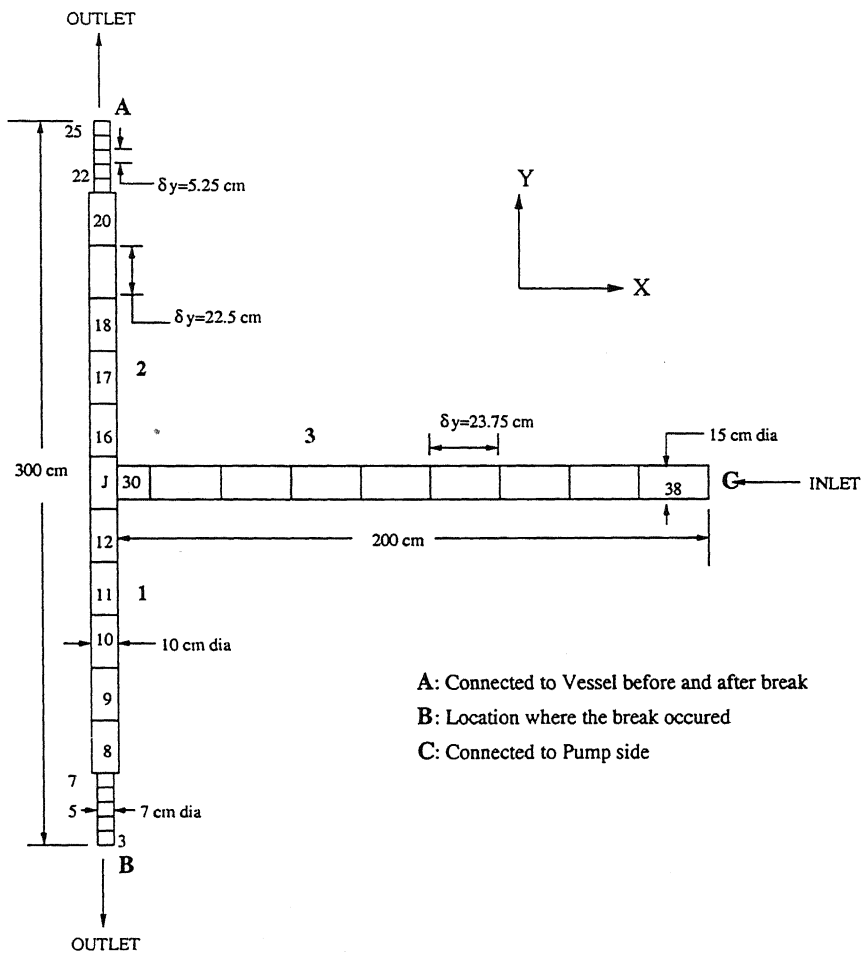 OUTLET
A
25
22
δy=5.25 cm
20
Y
X
δy=22.5 cm
18
17
2
16
3
δy=23.75 cm
15 cm dia
300 cm
J
30
38
C
INLET
12
200 cm
11
1
10
10 cm dia
9
8
A: Connected to Vessel before and after break
B: Location where the break occured
C: Connected to Pump side
7
5
7 cm dia
3
B
OUTLET